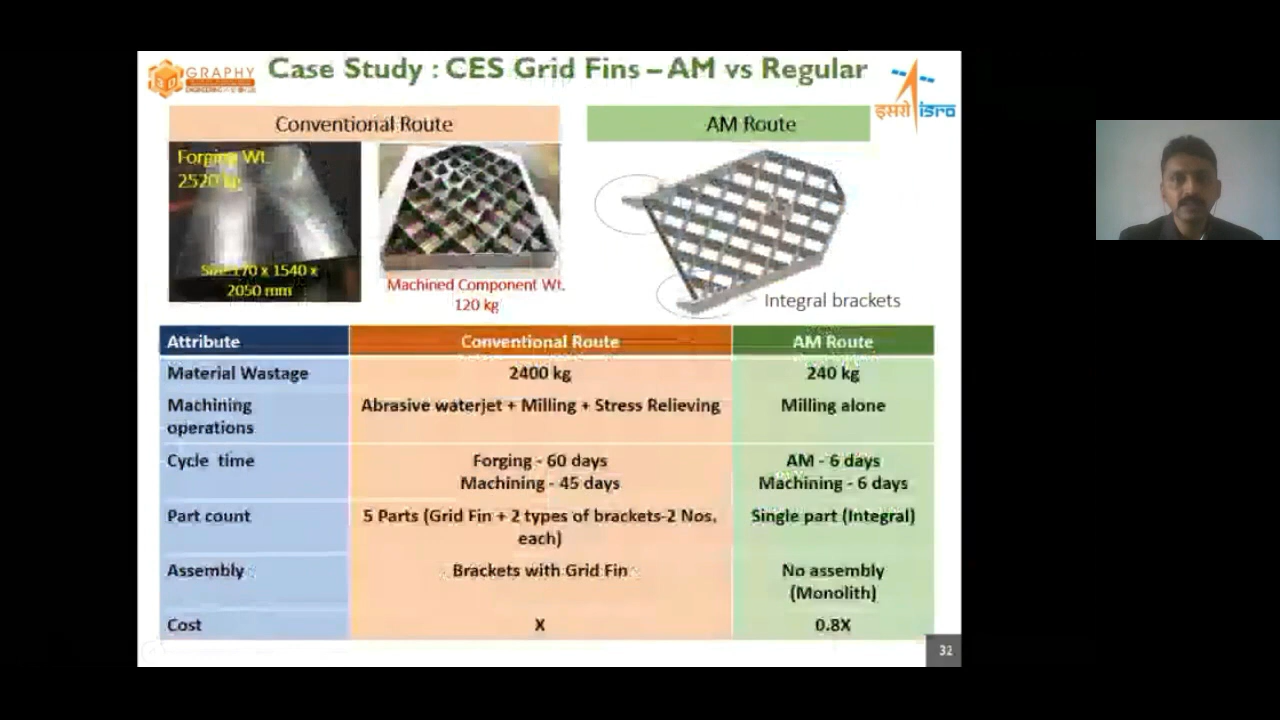 GRAPHY
Case Study : CES Grid Fins – AM vs Regular
इसरो isro
Conventional Route
AM Route
Forging Wt.
2520 kg
x 1540 x
2050 mm
Machined Component Wt.
120 kg
Integral brackets
Attribute Conventional Route AM Route
Material Wastage 2400 kg 240 kg
Machining Abrasive waterjet + Milling + Stress Relieving Milling alone
operations
Cycle time Forging - 60 days AM - 6 days
Machining - 45 days Machining - 6 days
Part count 5 Parts (Grid Fin + 2 types of brackets-2 Nos. Single part (Integral)
each)
Assembly Brackets with Grid Fin No assembly
(Monolith)
Cost X 0.8X
32